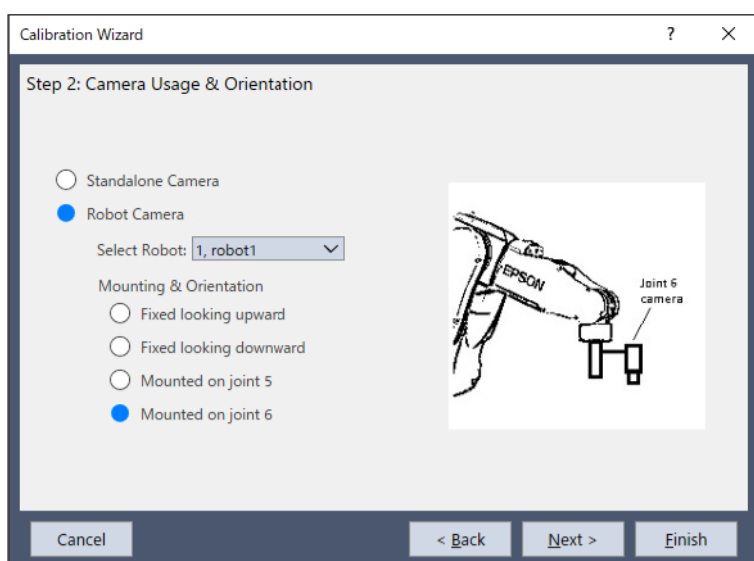 Calibration Wizard
?
Step 2: Camera Usage & Orientation
Standalone Camera
Robot Camera
Select Robot: 1, robot1
Mounting & Orientation
Fixed looking upward
Fixed looking downward
Mounted on joint 5
Mounted on joint 6
EPSON
Joint 6
camera
Cancel
< Back
Next >
Finish